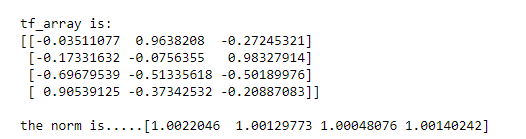 tf_array is:
[[-0.03511077  0.9638208  -0.27245321]
 [-0.17331632 -0.0756355   0.98327914]
 [-0.69679539 -0.51335618 -0.50189976]
 [ 0.90539125 -0.37342532 -0.20887083]]
the norm is.....[1.0022046  1.00129773 1.00048076 1.00140242]